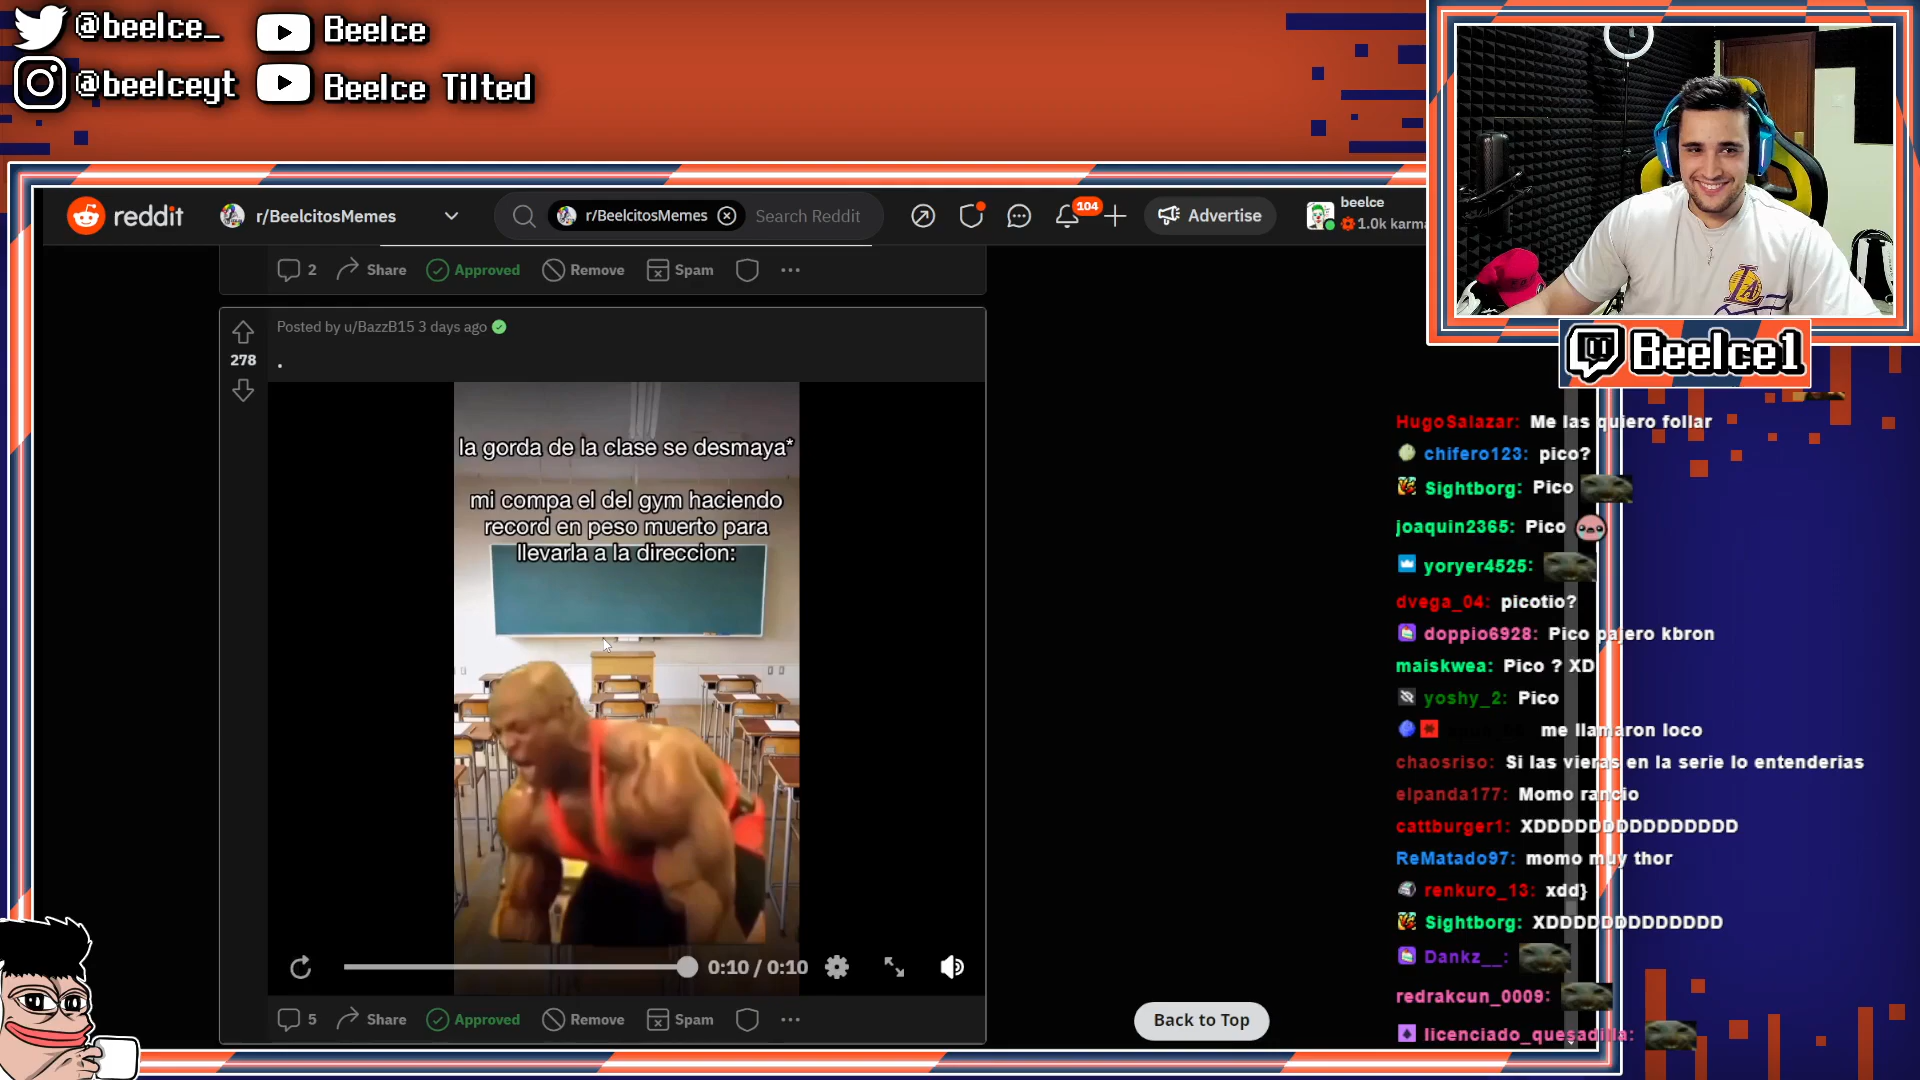 @beelce_
Beelce
@beelceyt
Beelce Tilted
reddit
r/BeelcitosMemes
r/BeelcitosMemes
Search Reddit
104
Advertise
beelce
1.0k karma
2
Share
Approved
Remove
Spam
Posted by u/BazzB15 3 days ago
278
.
la gorda de la clase se desmaya*
mi compa el del gym haciendo
record en peso muerto para
llevarla a la direccion:
0:10 / 0:10
5
Share
Approved
Remove
Spam
Back to Top
LA
Beelce1
HugoSalazar: Me las quiero follar
chifero123: pico?
Sightborg: Pico
joaquin2365: Pico
yoryer4525:
dvega_04: picotio?
doppio6928: Pico pajero kbron
maiskwea: Pico ? XD
yoshy_2: Pico
me llamaron loco
chaosriso: Si las vieras en la serie lo entenderias
elpanda177: Momo rancio
cattburger1: XDDDDDDDDDDDDDDDD
ReMatado97: momo muy thor
renkuro_13: xdd}
Sightborg: XDDDDDDDDDDDDDD
Dankz__:
redrakcun_0009:
licenciado_quesadilla: